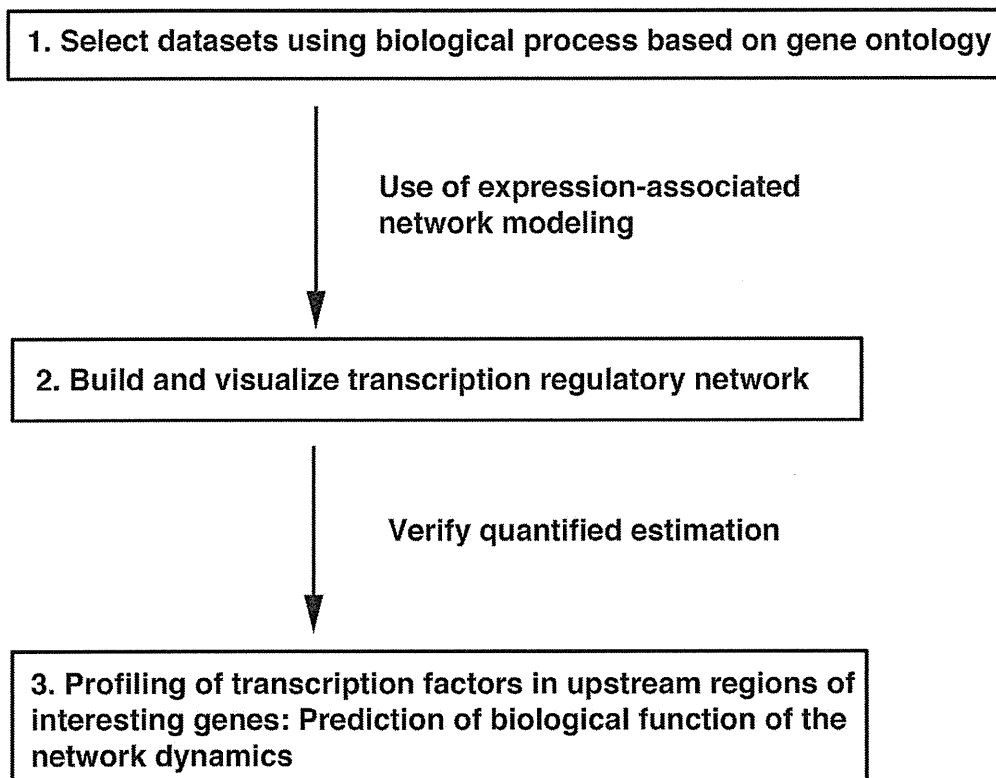 1. Select datasets using biological process based on gene ontology
Use of expression-associated
network modeling
2. Build and visualize transcription regulatory network
Verify quantified estimation
3. Profiling of transcription factors in upstream regions of
interesting genes: Prediction of biological function of the
network dynamics